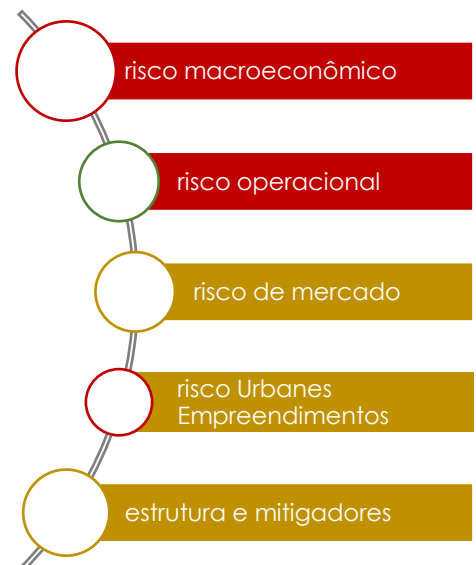 risco macroeconômico
risco operacional
risco de mercado
risco Urbanes
Empreendimentos
estrutura e mitigadores